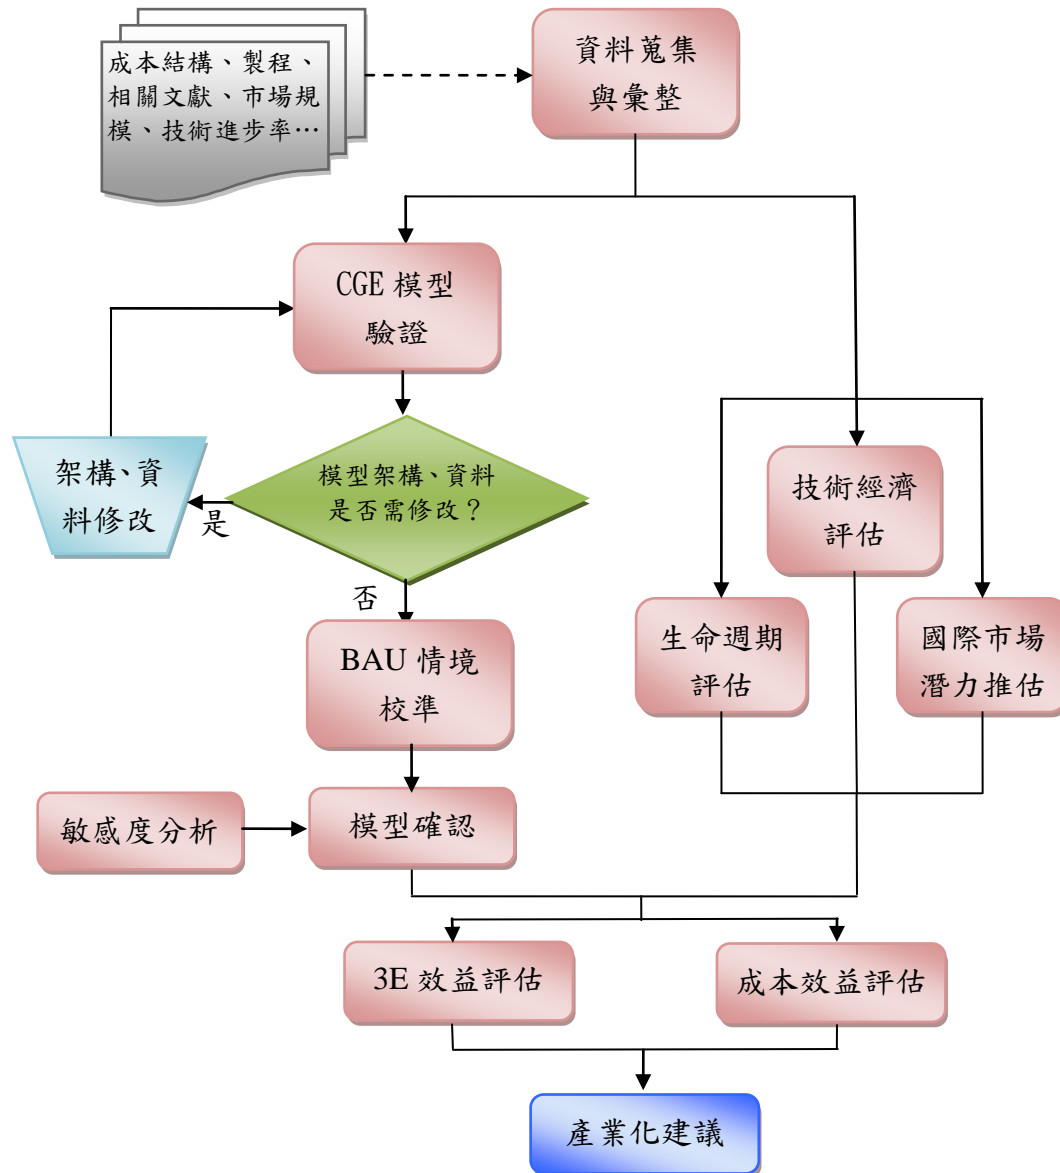 成本結構、製程、
相關文獻、市場規
模、技術進步率…
資料蒐集
與彙整
CGE 模型
驗證
架構、資
料修改
是
模型架構、資料
是否需修改？
否
技術經濟
評估
生命週期
評估
國際市場
潛力推估
BAU 情境
校準
敏感度分析
模型確認
3E 效益評估
成本效益評估
產業化建議